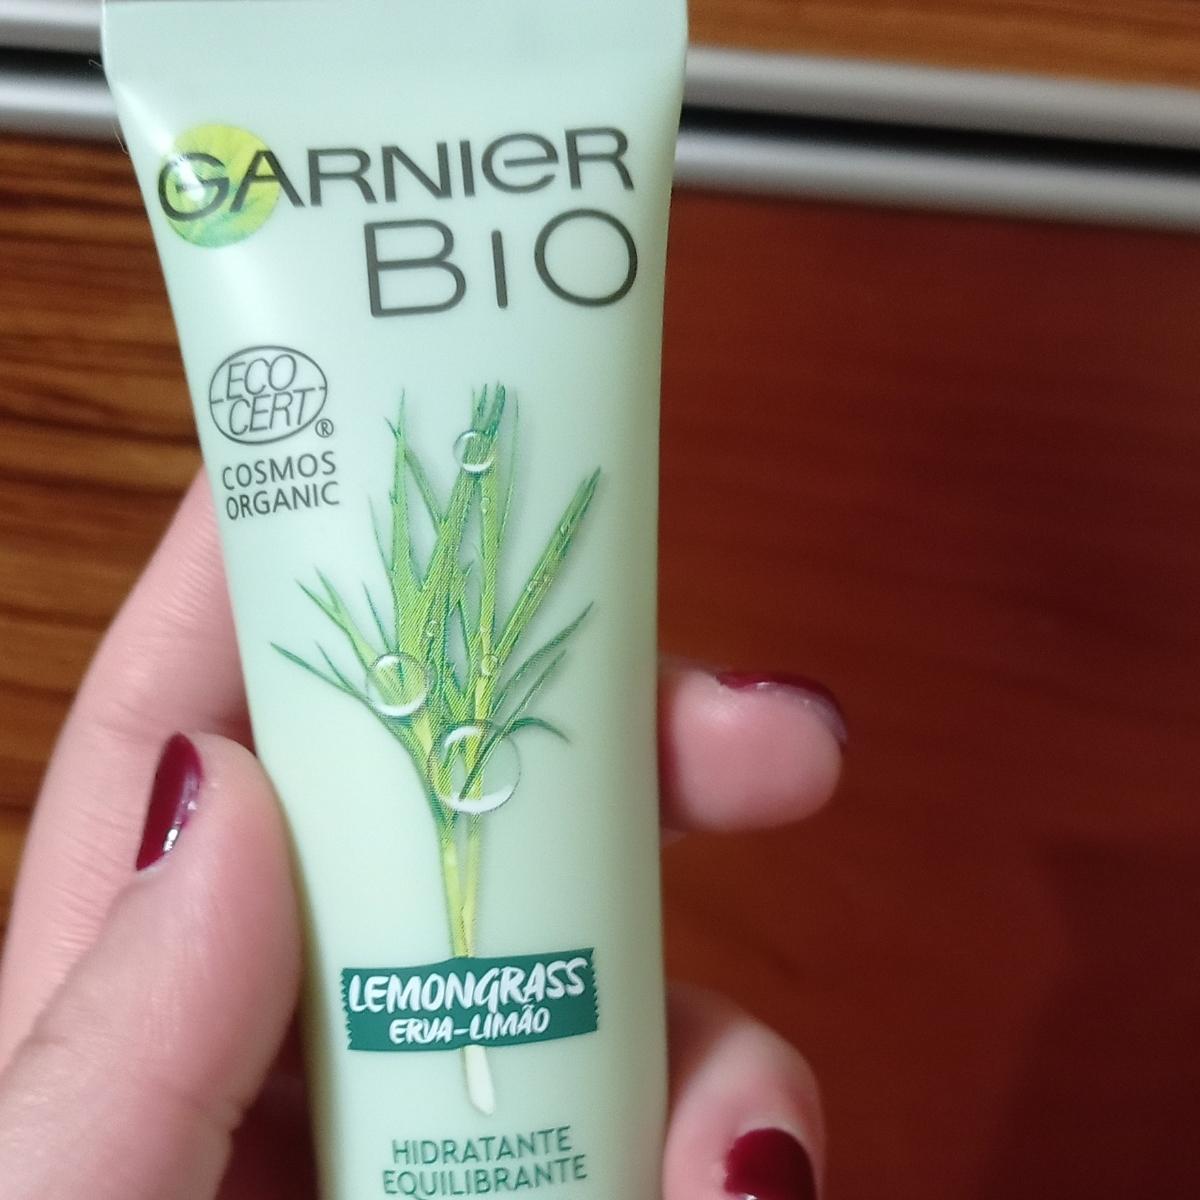 GARNIER
BIO
ECO
CERT®
COSMOS
ORGANIC
LEMONGRASS
ERVA-LIMÃO
HIDRATANTE
EQUILIBRANTE